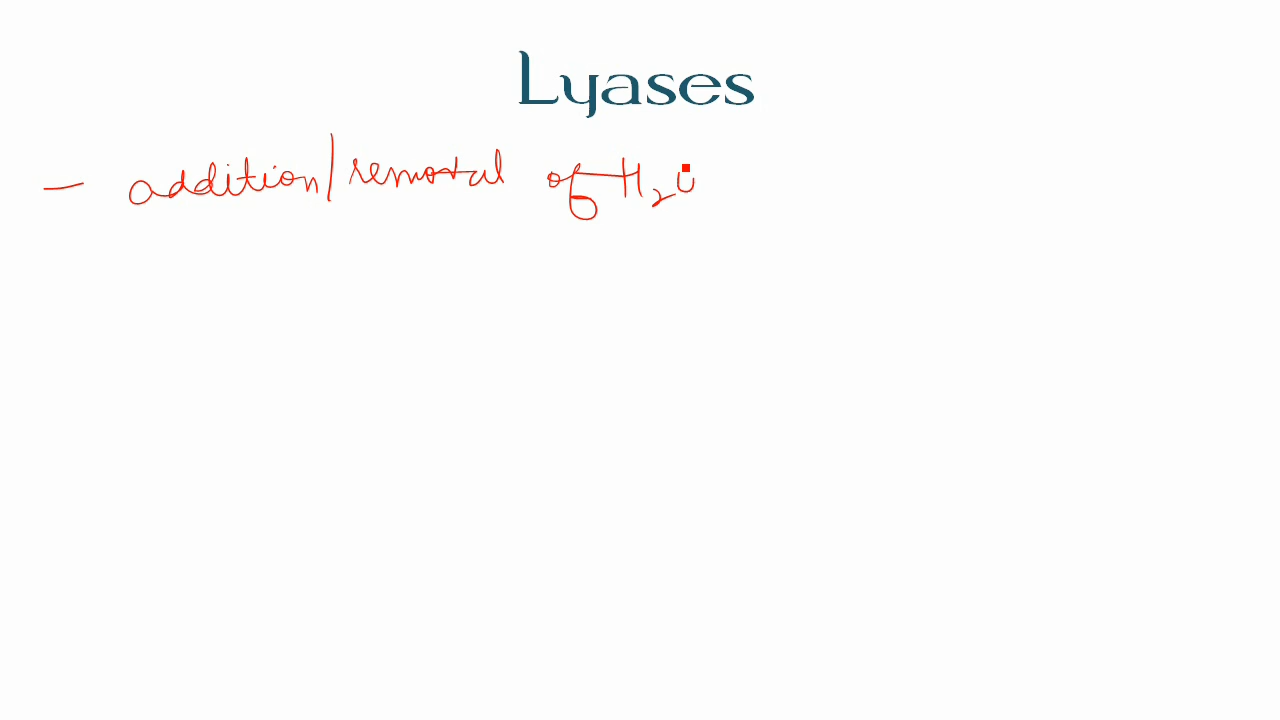 Lyases
- addition/removal of H₂O